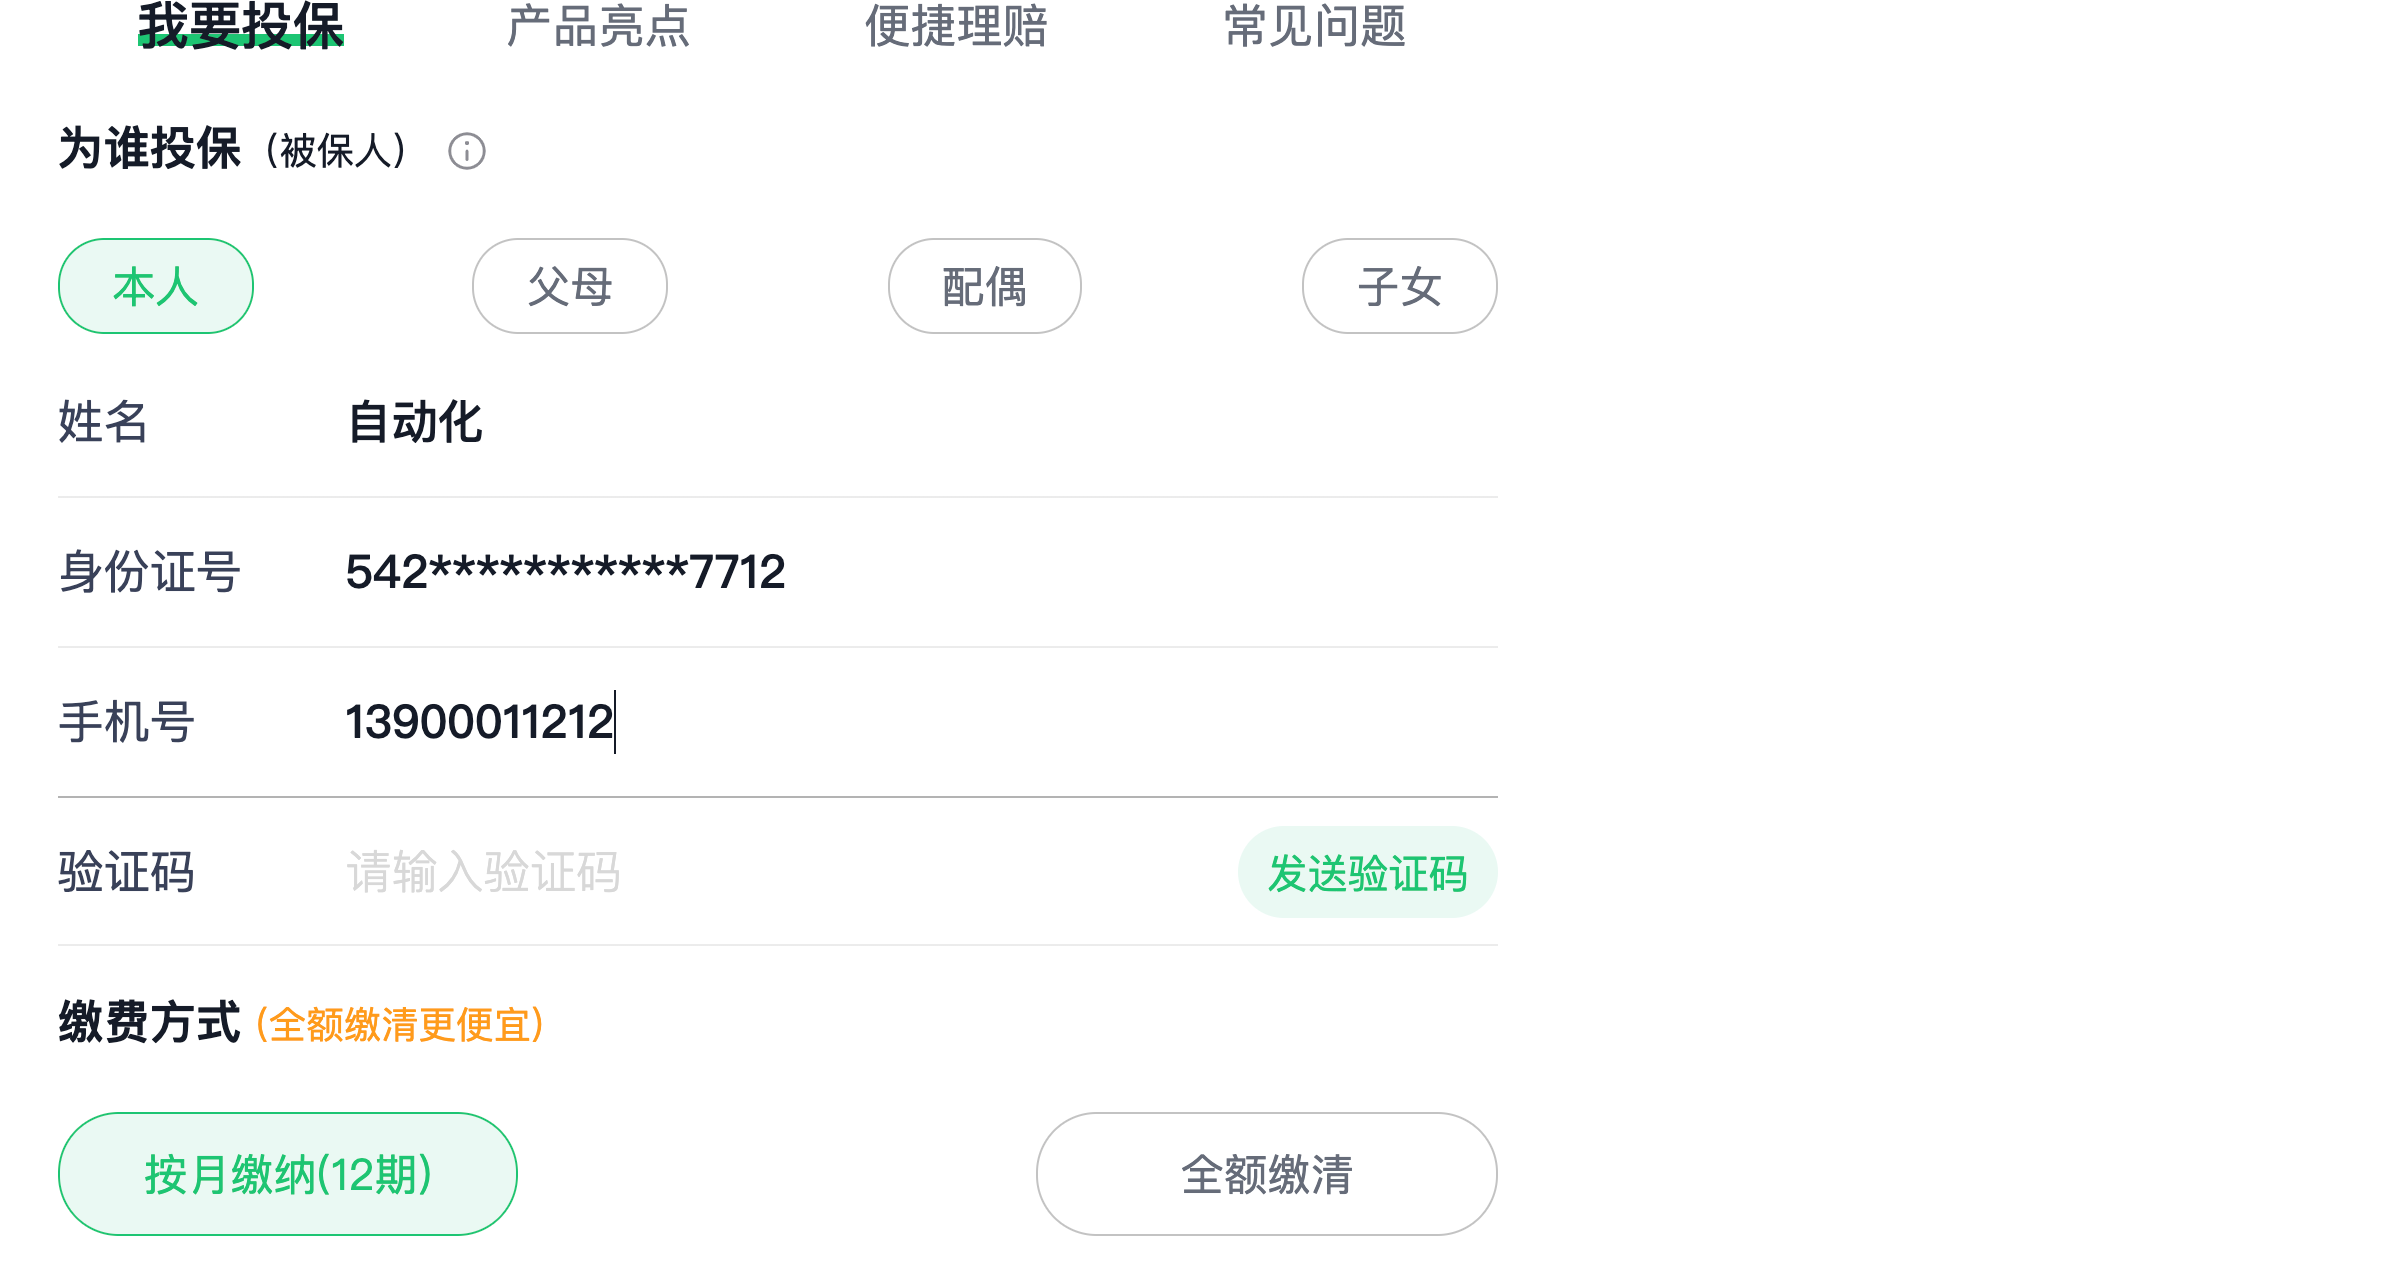 我要投保 产品亮点 便捷理赔 常见问题
为谁投保（被保人）
本人 父母 配偶 子女
姓名 自动化
身份证号 542***********7712
手机号 13900011212
验证码 请输入验证码 发送验证码
缴费方式 (全额缴清更便宜)
按月缴纳(12期) 全额缴清